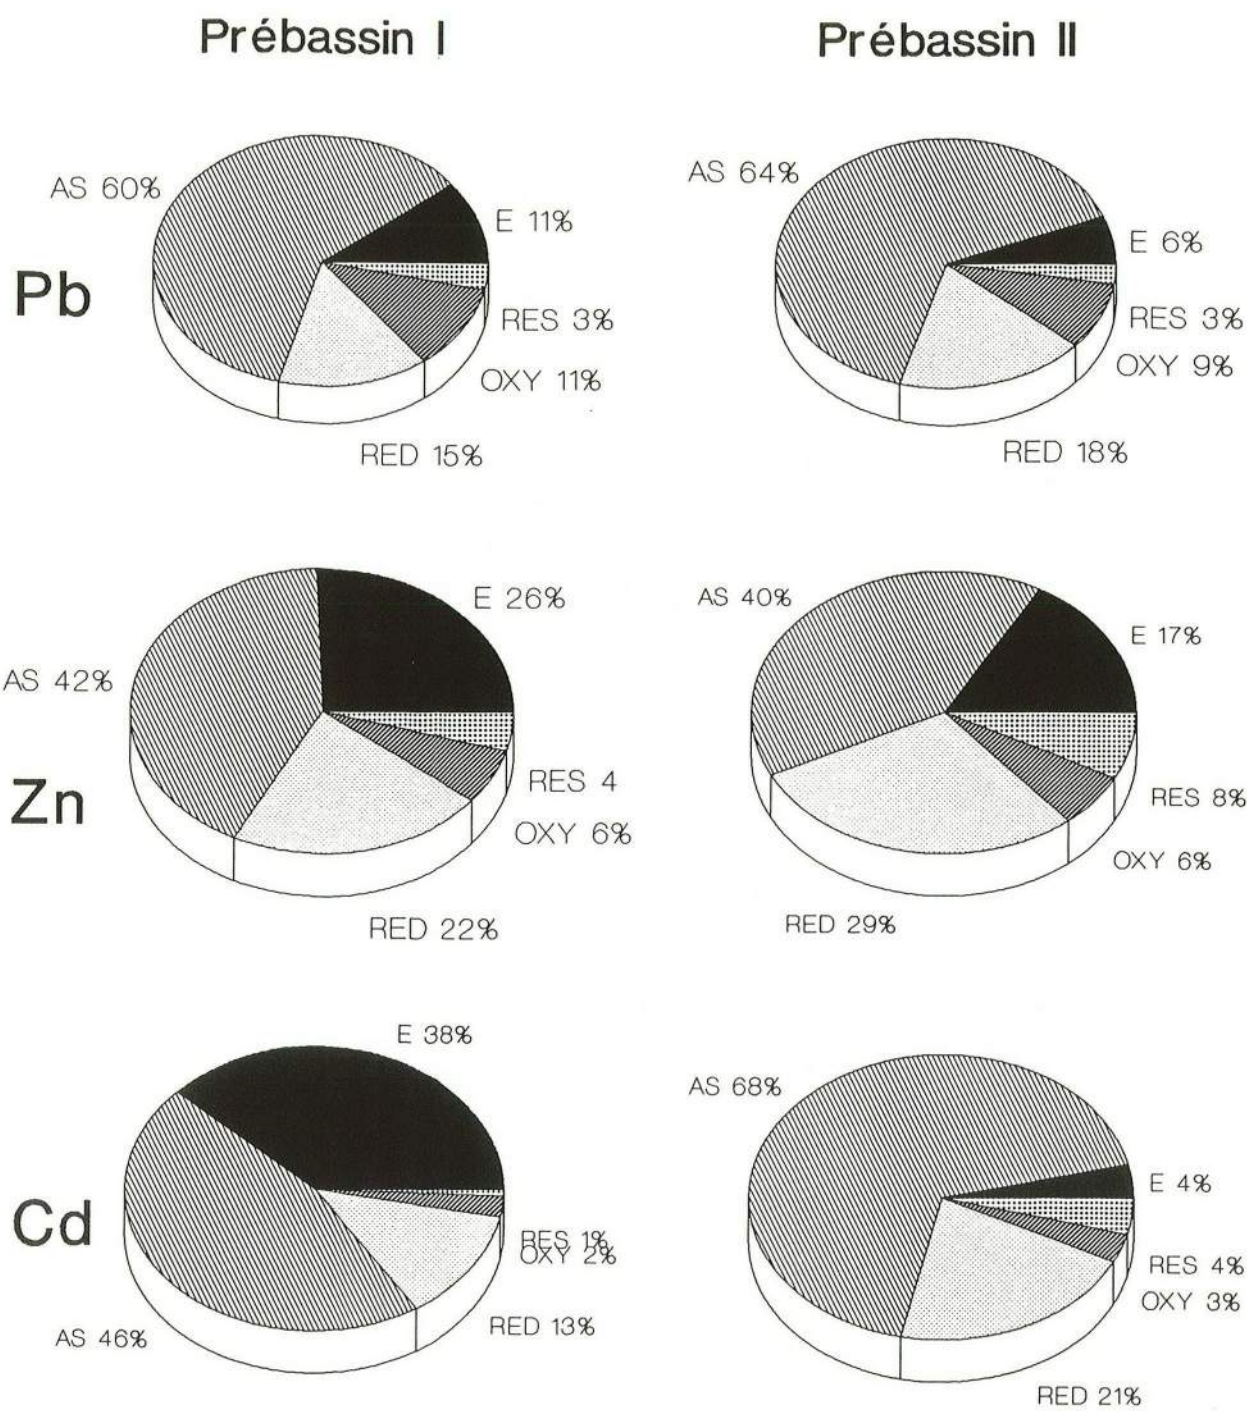 Prébassin I
Prébassin II
Pb
AS 60%
E 11%
RES 3%
OXY 11%
RED 15%
AS 64%
E 6%
RES 3%
OXY 9%
RED 18%
Zn
AS 42%
E 26%
RES 4
OXY 6%
RED 22%
AS 40%
E 17%
RES 8%
OXY 6%
RED 29%
Cd
E 38%
RES 1%
OXY 2%
RED 13%
AS 46%
AS 68%
E 4%
RES 4%
OXY 3%
RED 21%